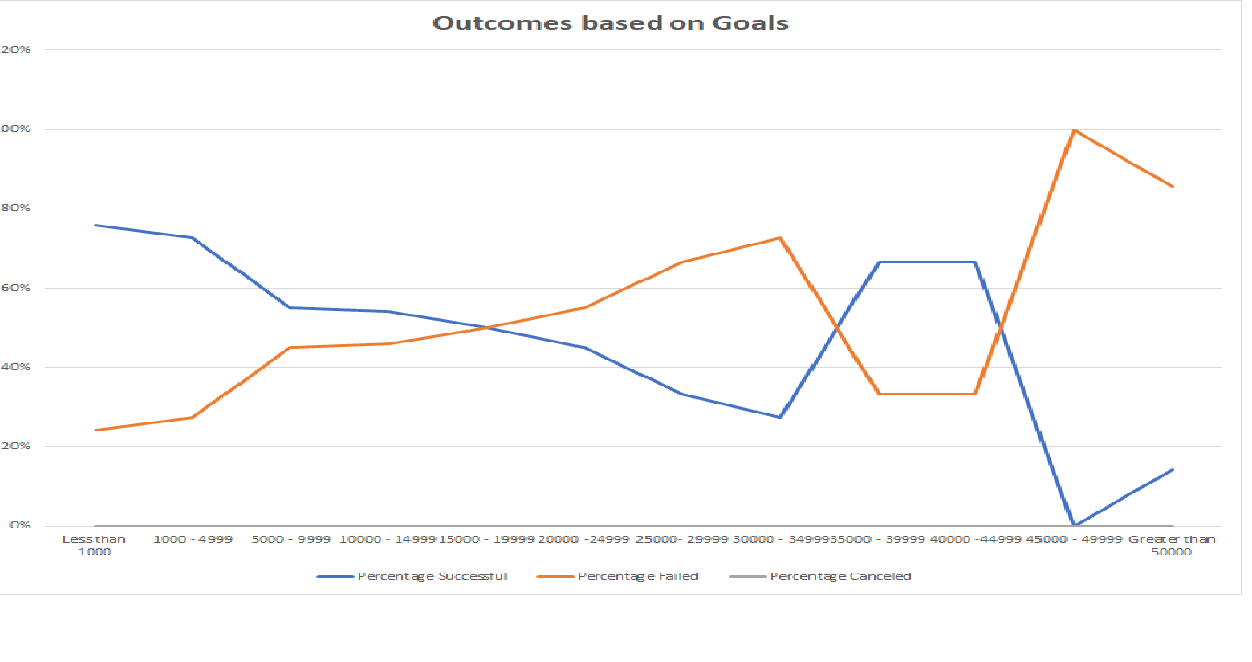 Outcomes based on Goals
20%
00%
80%
60%
40%
20%
0%
Less than 1000 - 4999 5000 - 9999 10000 - 14999 15000 - 19999 20000 -24999 25000- 29999 30000 - 34999 35000 - 39999 40000 -44999 45000 - 49999 Greater than
1000 50000
Percentage Successful Percentage Failed Percentage Canceled